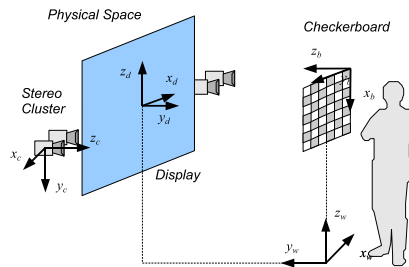 Physical Space
Checkerboard
z_d
x_d
y_d
z_b
x_b
Stereo
Cluster
z_c
x_c
y_c
Display
z_w
y_w
x_w